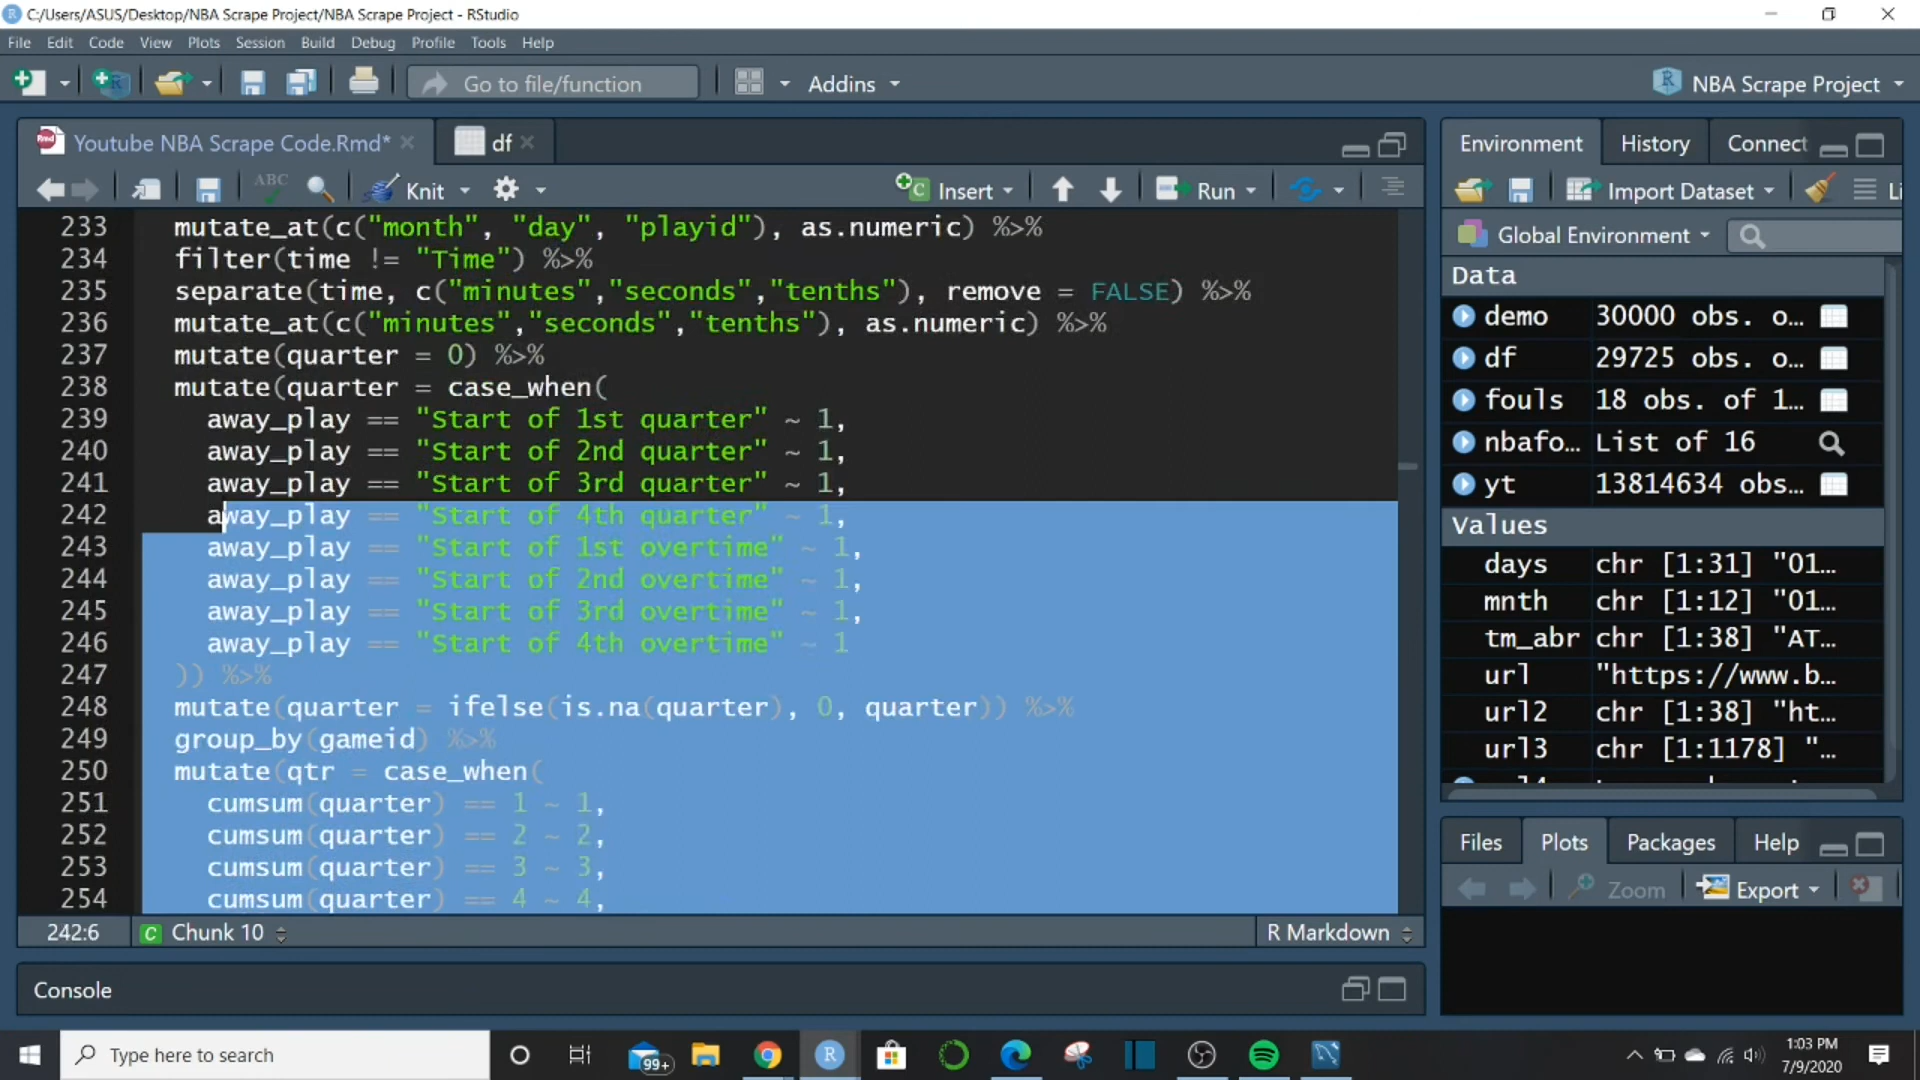 C:/Users/ASUS/Desktop/NBA Scrape Project/NBA Scrape Project - RStudio
File Edit Code View Plots Session Build Debug Profile Tools Help
Go to file/function Addins NBA Scrape Project
Youtube NBA Scrape Code.Rmd* df
ABC Knit Insert Run
233 mutate_at(c("month", "day", "playid"), as.numeric) %>%
234 filter(time != "Time") %>%
235 separate(time, c("minutes","seconds","tenths"), remove = FALSE) %>%
236 mutate_at(c("minutes","seconds","tenths"), as.numeric) %>%
237 mutate(quarter = 0) %>%
238 mutate(quarter = case_when(
239 away_play == "Start of 1st quarter" ~ 1,
240 away_play == "Start of 2nd quarter" ~ 1,
241 away_play == "Start of 3rd quarter" ~ 1,
242 away_play == "Start of 4th quarter" ~ 1,
243 away_play == "Start of 1st overtime" ~ 1,
244 away_play == "Start of 2nd overtime" ~ 1,
245 away_play == "Start of 3rd overtime" ~ 1,
246 away_play == "Start of 4th overtime" ~ 1
247 )) %>%
248 mutate(quarter = ifelse(is.na(quarter), 0, quarter)) %>%
249 group_by(gameid) %>%
250 mutate(qtr = case_when(
251 cumsum(quarter) == 1 ~ 1,
252 cumsum(quarter) == 2 ~ 2,
253 cumsum(quarter) == 3 ~ 3,
254 cumsum(quarter) == 4 ~ 4,
242:6 C Chunk 10 R Markdown
Console
Environment History Connect
Import Dataset Li
Global Environment
Data
demo 30000 obs. o...
df 29725 obs. o...
fouls 18 obs. of 1...
nbafo... List of 16
yt 13814634 obs...
Values
days chr [1:31] "01...
mnth chr [1:12] "01...
tm_abr chr [1:38] "AT...
url "https://www.b...
url2 chr [1:38] "ht...
url3 chr [1:1178] "...
Files Plots Packages Help
Zoom Export
Type here to search
99+
1:03 PM
7/9/2020